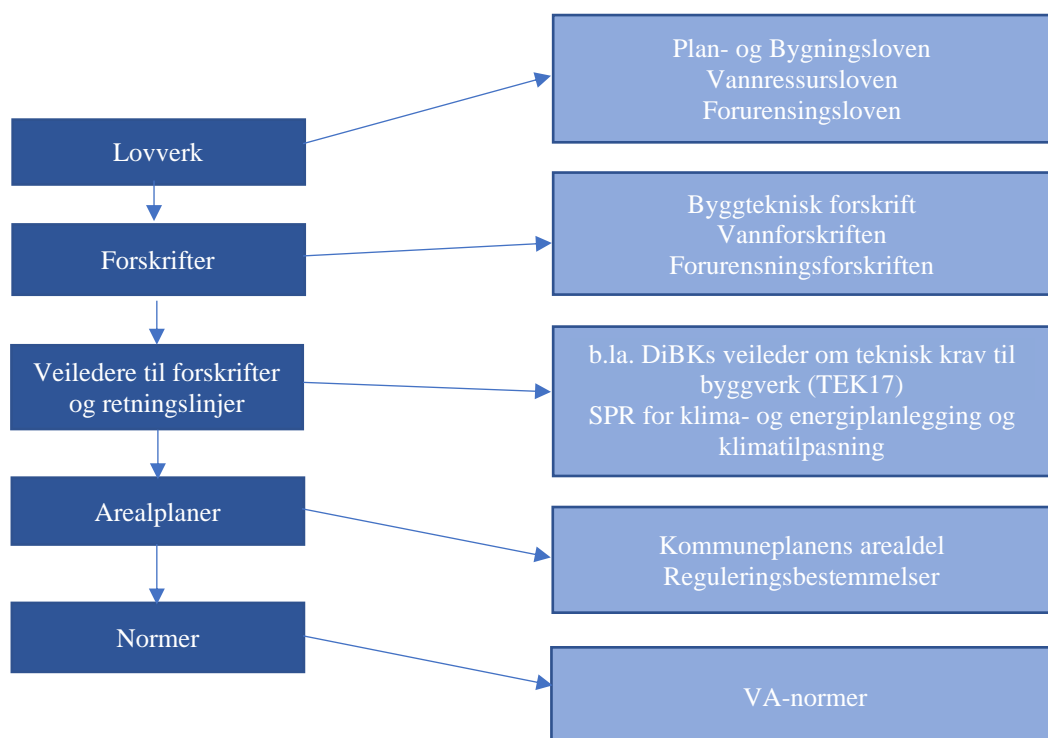 Lovverk
Plan- og Bygningsloven
Vannressursloven
Forurensingsloven
Forskrifter
Byggteknisk forskrift
Vannforskriften
Forurensningsforskriften
Veiledere til forskrifter
og retningslinjer
b.la. DiBKs veileder om teknisk krav til
byggverk (TEK17)
SPR for klima- og energiplanlegging og
klimatilpasning
Arealplaner
Kommuneplanens arealdel
Reguleringsbestemmelser
Normer
VA-normer